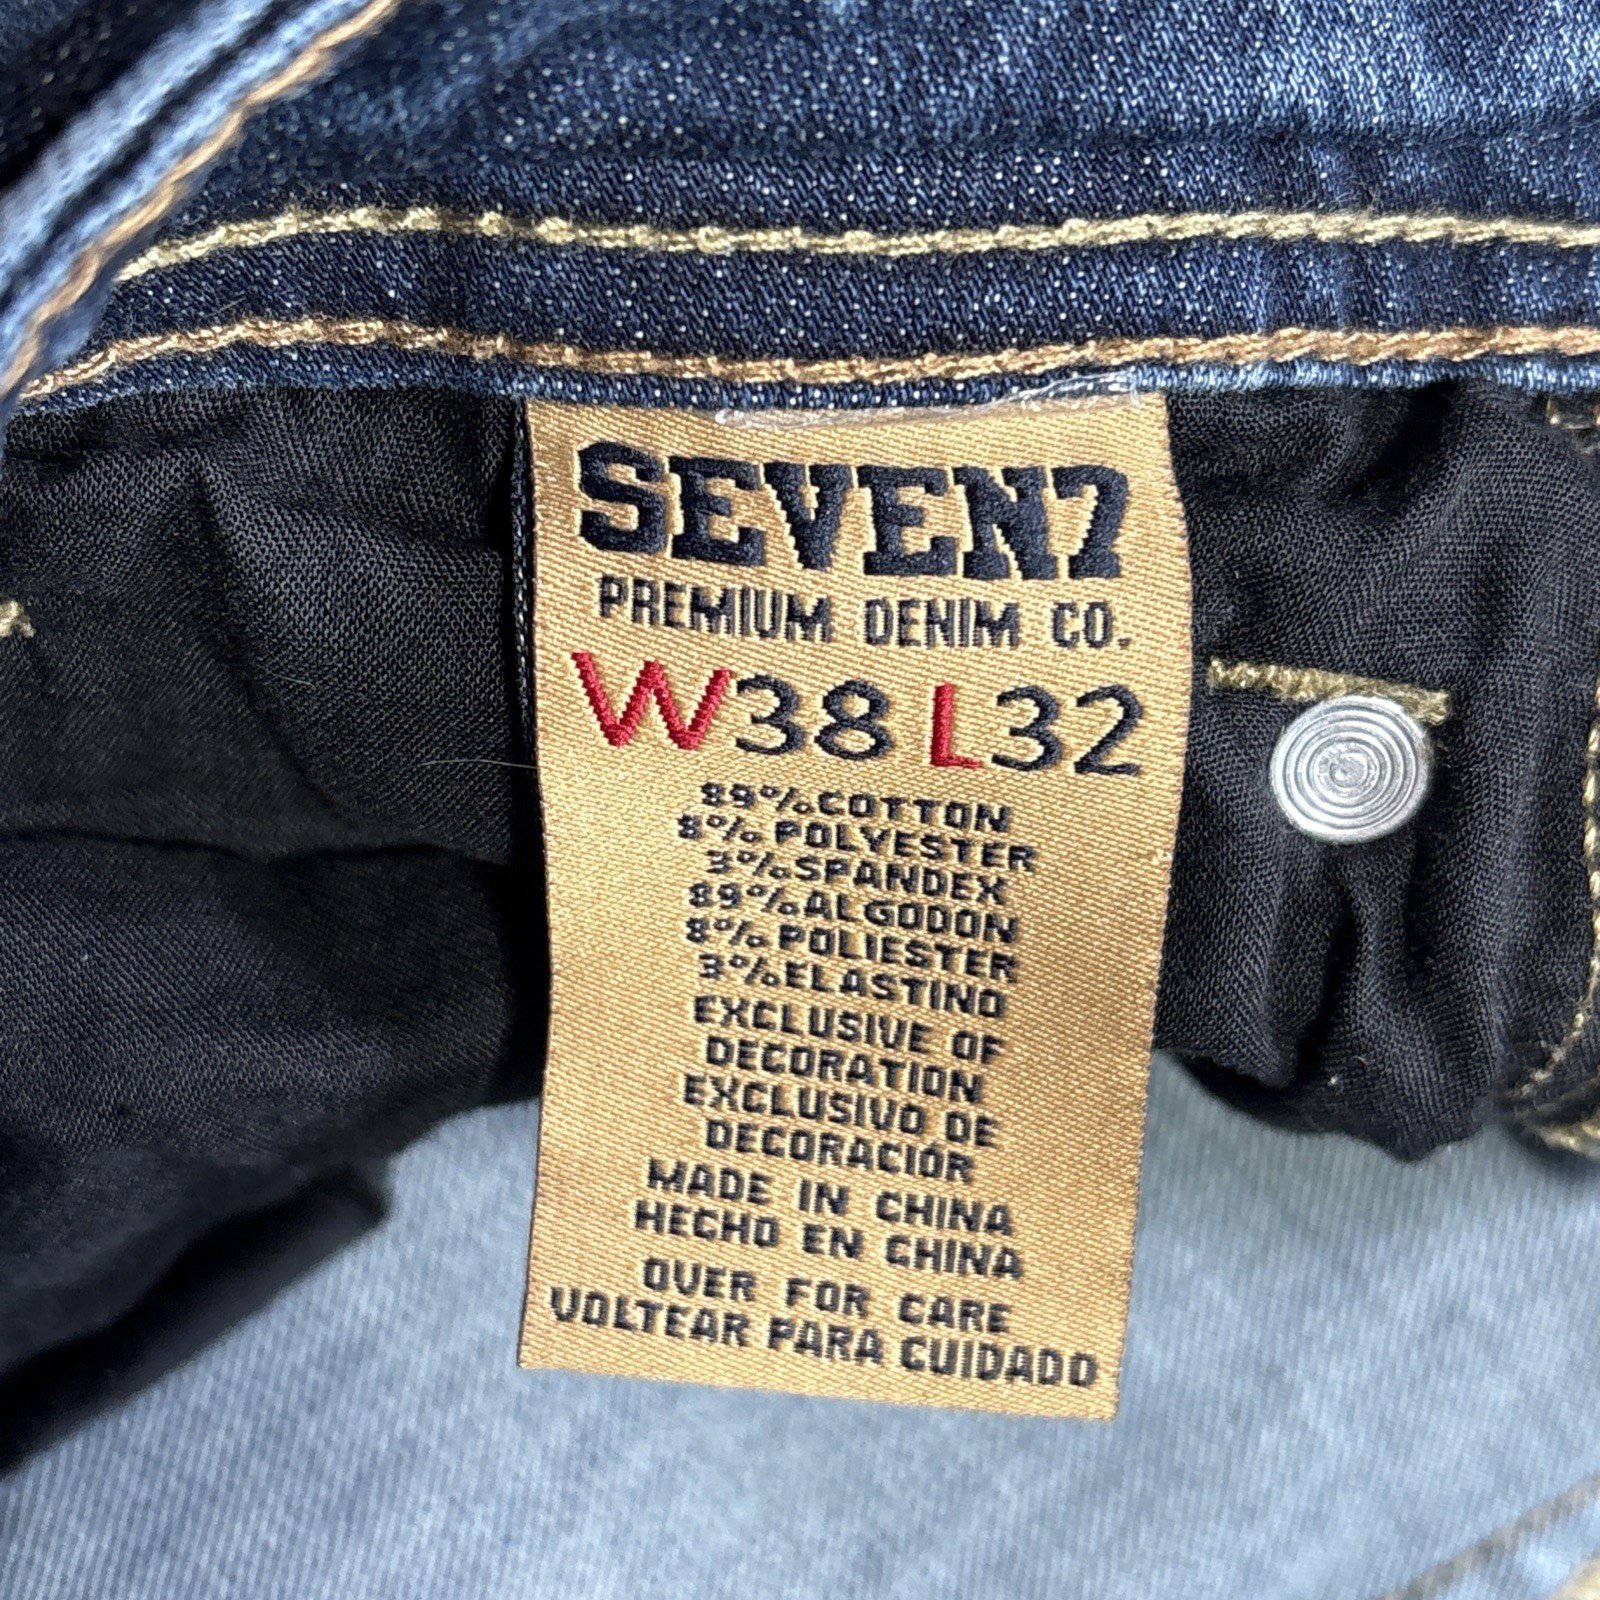 SEVEN7
PREMIUM DENIM CO.
W38 L32
89% COTTON
8% POLYESTER
3% SPANDEX
89% ALGODON
8% POLIESTER
3% ELASTINO
EXCLUSIVE OF
DECORATION
EXCLUSIVO DE
DECORACIÓR
MADE IN CHINA
HECHO EN CHINA
OVER FOR CARE
VOLTEAR PARA CUIDADO